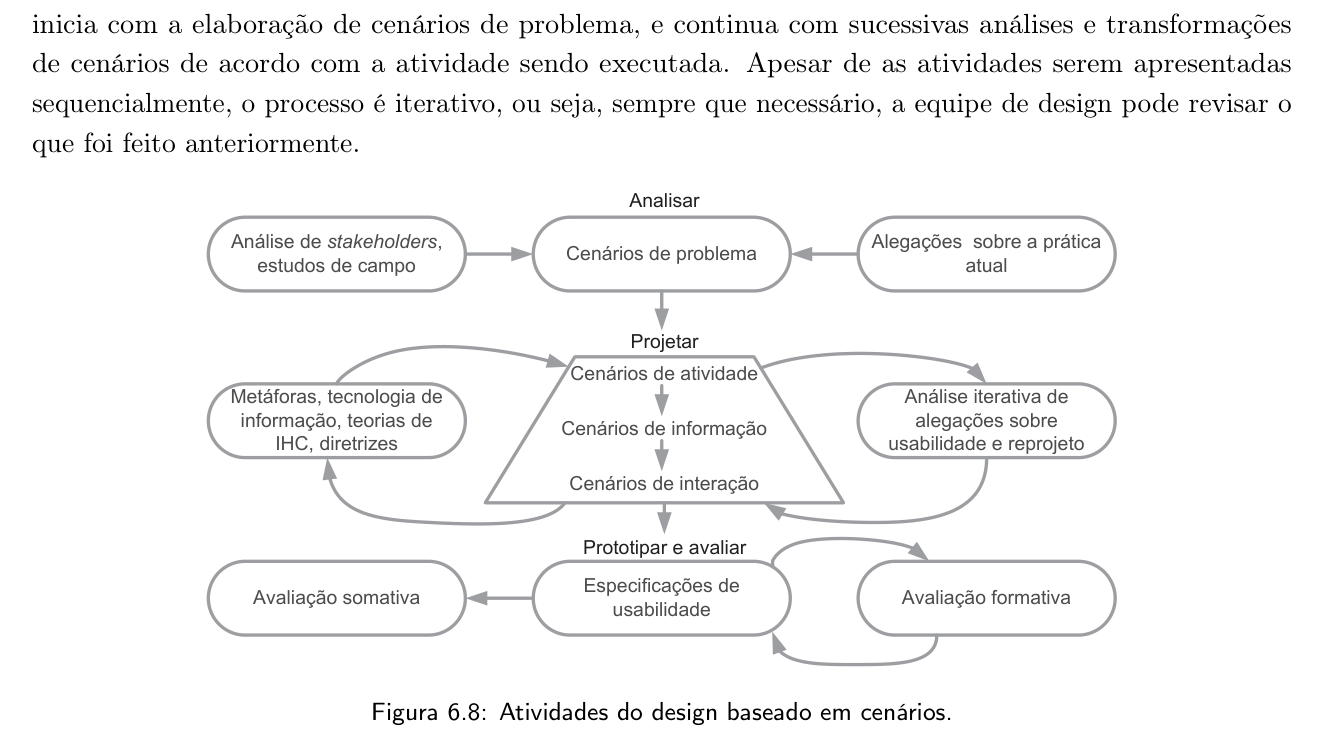 inicia com a elaboração de cenários de problema, e continua com sucessivas análises e transformações
de cenários de acordo com a atividade sendo executada. Apesar de as atividades serem apresentadas
sequencialmente, o processo é iterativo, ou seja, sempre que necessário, a equipe de design pode revisar o
que foi feito anteriormente.
Analisar
Análise de stakeholders,
estudos de campo
Cenários de problema
Alegações sobre a prática
atual
Projetar
Metáforas, tecnologia de
informação, teorias de
IHC, diretrizes
Cenários de atividade
Cenários de informação
Cenários de interação
Análise iterativa de
alegações sobre
usabilidade e reprojeto
Prototipar e avaliar
Avaliação somativa
Especificações de
usabilidade
Avaliação formativa
Figura 6.8: Atividades do design baseado em cenários.